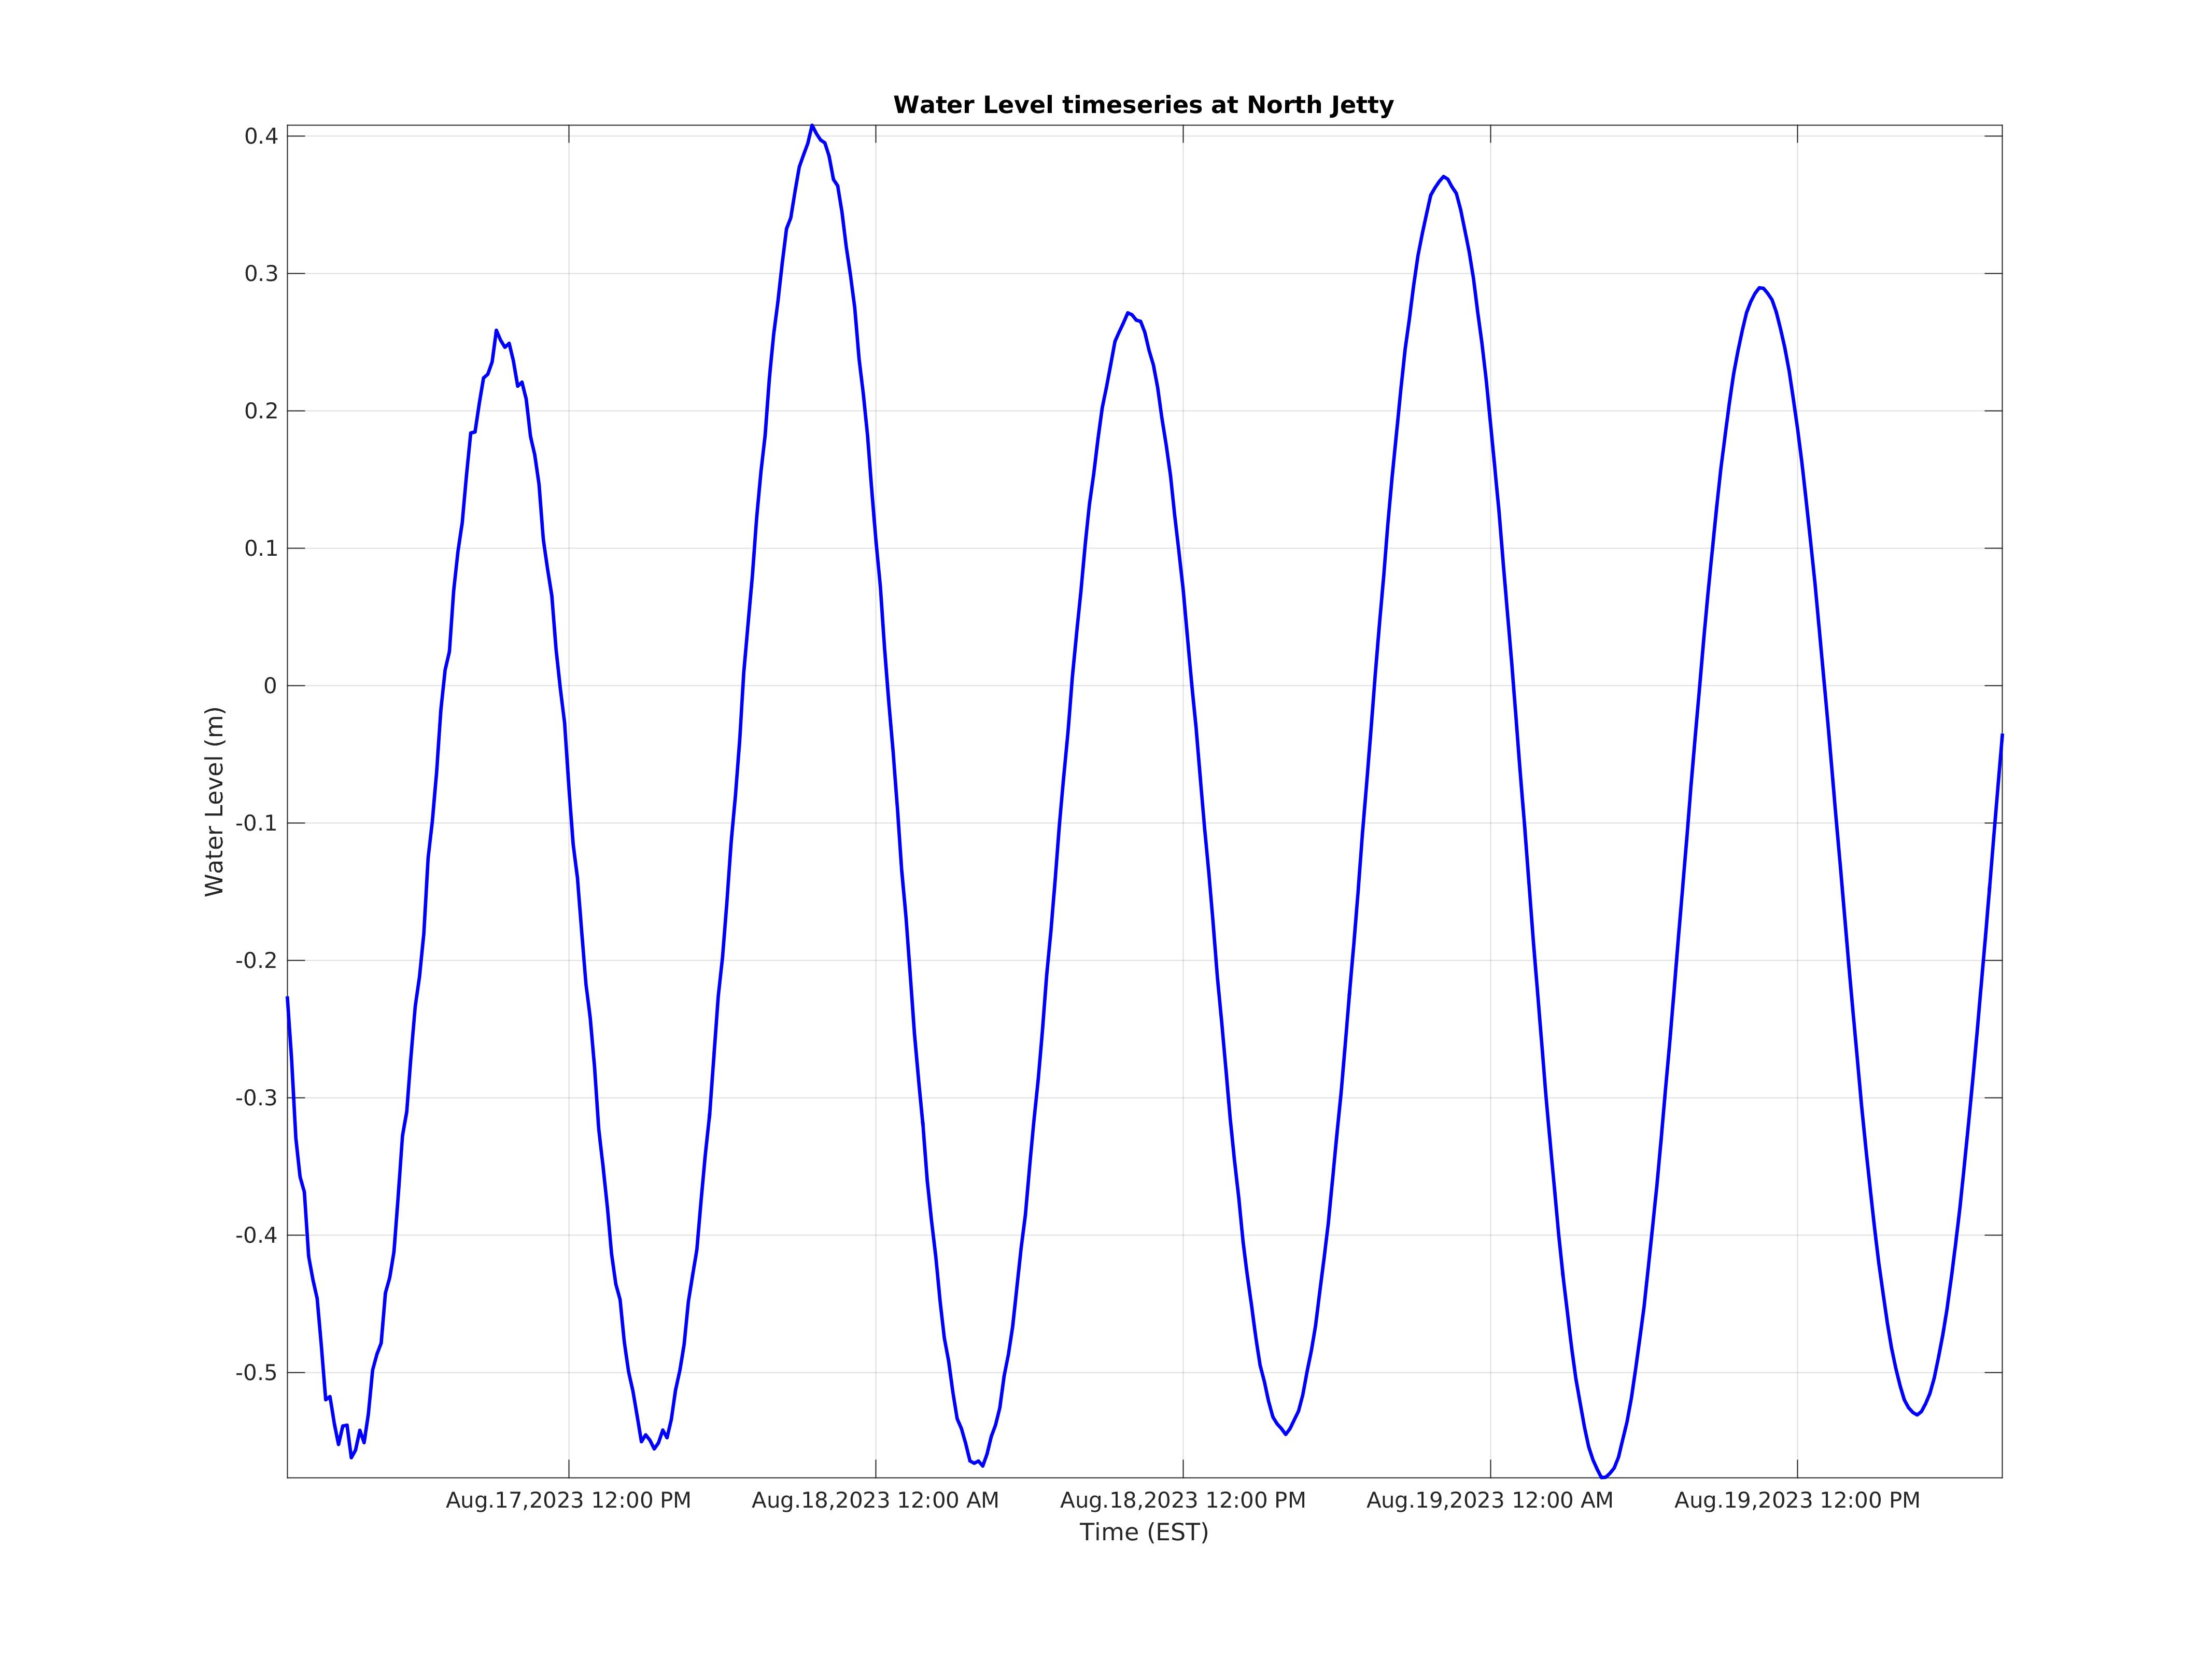 Water Level timeseries at North Jetty
0.4
0.3
0.2
0.1
0
-0.1
-0.2
-0.3
-0.4
-0.5
Water Level (m)
Aug.17,2023 12:00 PM
Aug.18,2023 12:00 AM
Aug.18,2023 12:00 PM
Aug.19,2023 12:00 AM
Aug.19,2023 12:00 PM
Time (EST)